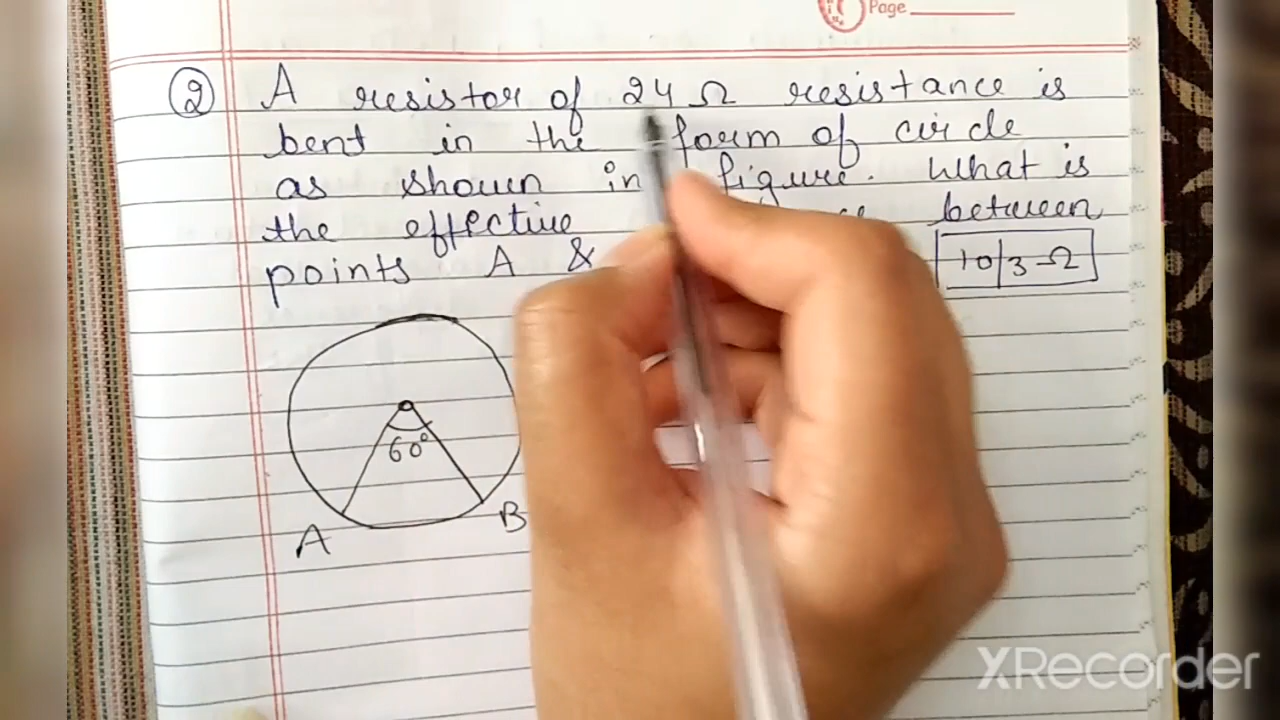 Page
② A resistor of 24 Ω resistance is
bent in the form of circle
as shown in figure. What is
the effective between
points A &
10/3 Ω
60°
A
B
XRecorder